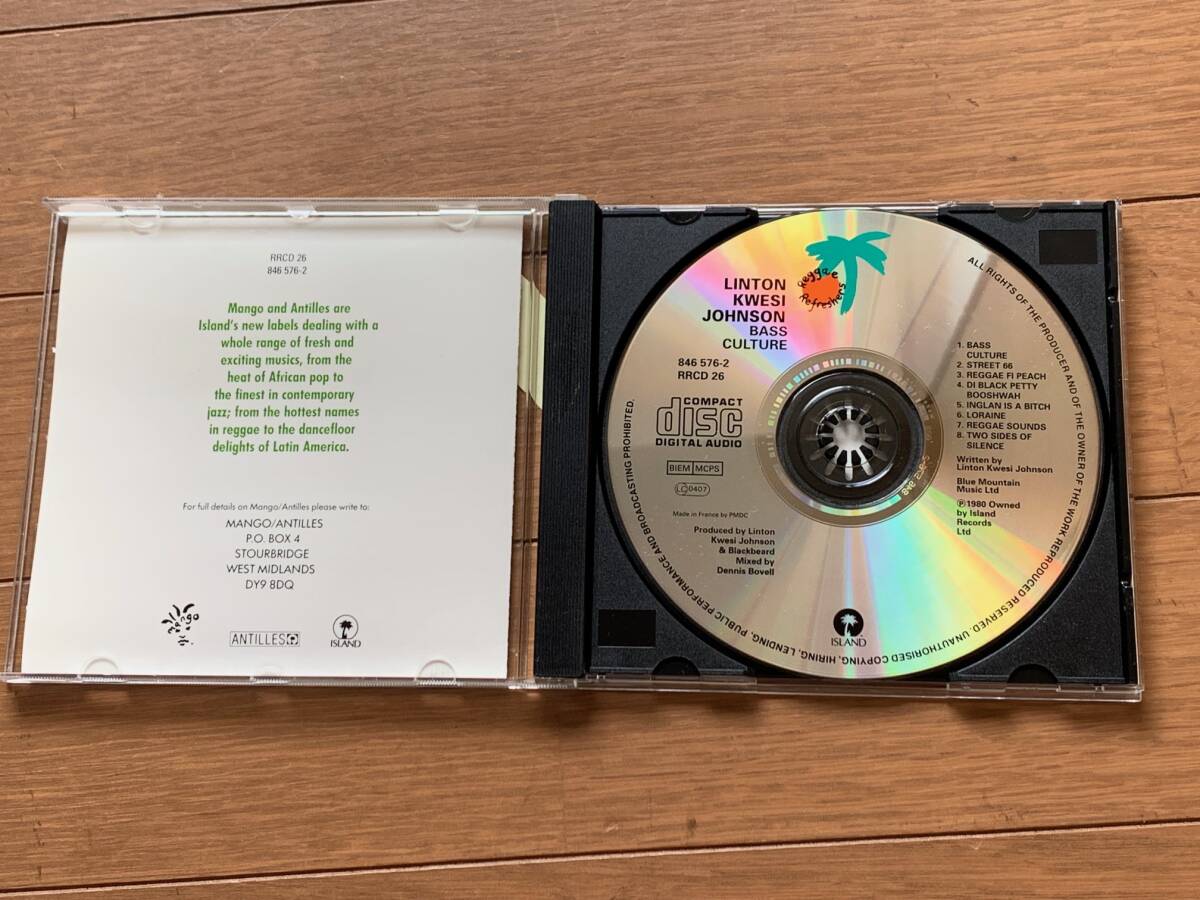 RRCD 26
846 576-2
Mango and Antilles are
Island's new labels dealing with a
whole range of fresh and
exciting musics, from the
heat of African pop to
the finest in contemporary
jazz; from the hottest names
in reggae to the dancefloor
delights of Latin America.
For full details on Mango/Antilles please write to:
MANGO/ANTILLES
P.O. BOX 4
STOURBRIDGE
WEST MIDLANDS
DY9 8DQ
mango
ANTILLES
ISLAND
LINTON
KWESI
JOHNSON
BASS
CULTURE
Reggae
Refreshers
846 576-2
RRCD 26
COMPACT
disc
DIGITAL AUDIO
BIEM MCPS
LC 0407
Made in France by PMDC
Produced by Linton
Kwesi Johnson
& Blackbeard
Mixed by
Dennis Bovell
1. BASS
CULTURE
2. STREET 66
3. REGGAE FI PEACH
4. DI BLACK PETTY
BOOSHWAH
5. INGLAN IS A BITCH
6. LORAINE
7. REGGAE SOUNDS
8. TWO SIDES OF
SILENCE
Written by
Linton Kwesi Johnson
Blue Mountain
Music Ltd
℗1980 Owned
by Island
Records
Ltd
ISLAND
ALL RIGHTS OF THE PRODUCER AND OF THE OWNER OF THE WORK REPRODUCED RESERVED. UNAUTHORISED COPYING, HIRING, LENDING, PUBLIC PERFORMANCE AND BROADCASTING PROHIBITED.